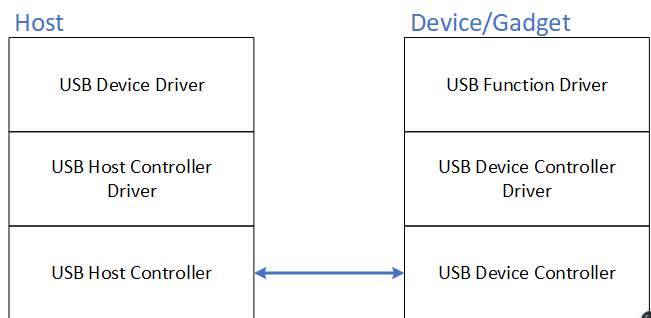 Host
Device/Gadget
USB Device Driver
USB Function Driver
USB Host Controller
Driver
USB Device Controller
Driver
USB Host Controller
USB Device Controller